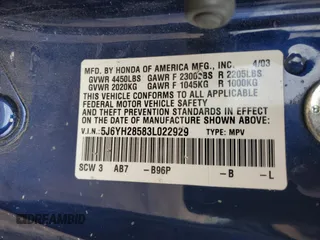 MFD. BY HONDA OF AMERICA MFG., INC. 4/03
GVWR 4450LBS GAWR F 2300LBS R 2205LBS
GVWR 2020KG GAWR F 1045KG R 1000KG
THIS VEHICLE CONFORMS TO ALL APPLICABLE
FEDERAL MOTOR VEHICLE SAFETY AND THEFT
PREVENTION STANDARDS IN EFFECT ON THE DATE
OF MANUFACTURE SHOWN ABOVE.
V.I.N.: 5J6YH28583L022929 TYPE: MPV
SCW 3 AB7 -B96P -B -L
© DREAMBID